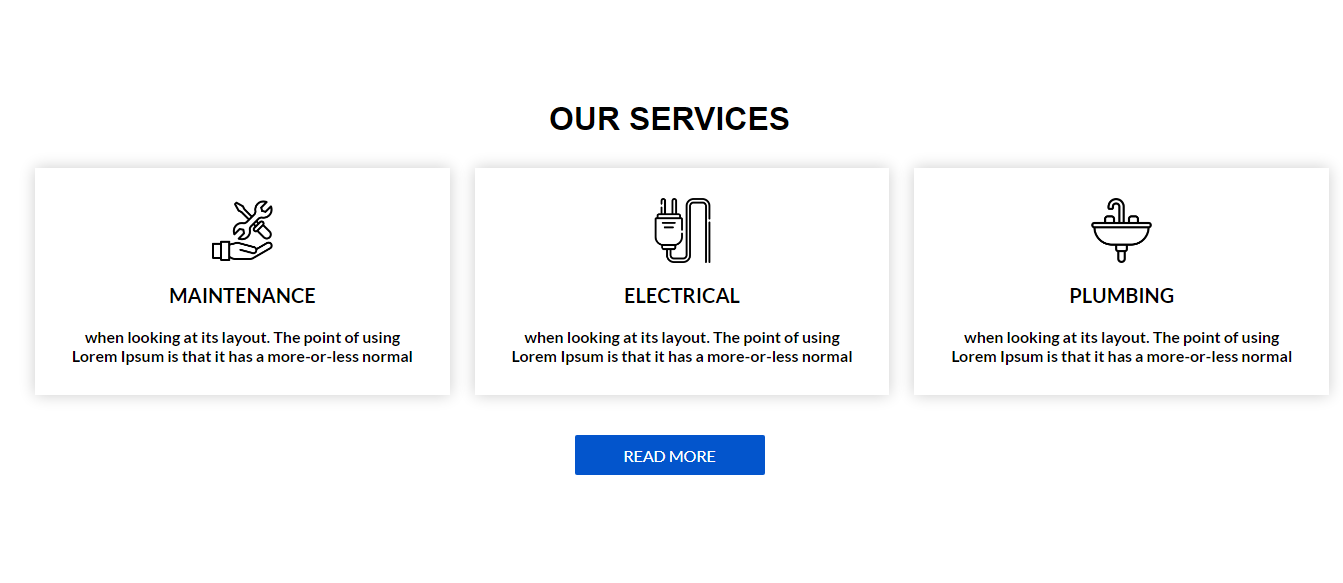 OUR SERVICES
MAINTENANCE
when looking at its layout. The point of using
Lorem Ipsum is that it has a more-or-less normal
ELECTRICAL
when looking at its layout. The point of using
Lorem Ipsum is that it has a more-or-less normal
PLUMBING
when looking at its layout. The point of using
Lorem Ipsum is that it has a more-or-less normal
READ MORE